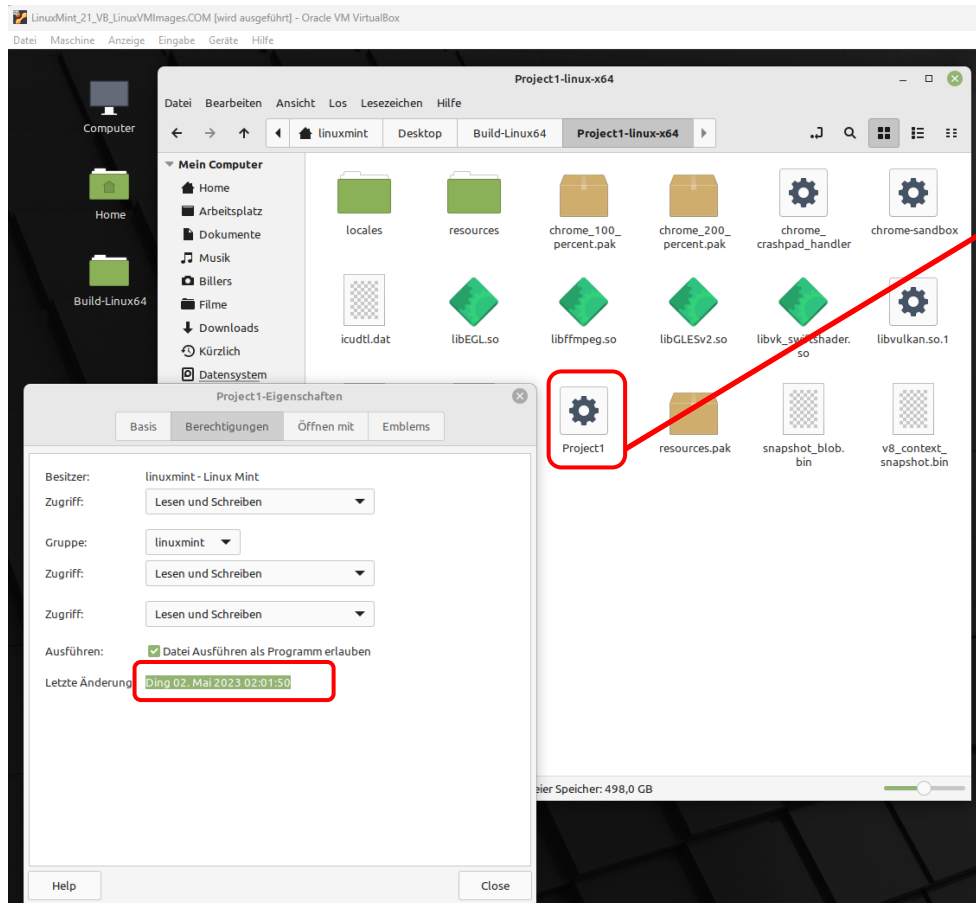 LinuxMint_21_VB_LinuxVMImages.COM [wird ausgeführt] - Oracle VM VirtualBox
Datei Maschine Anzeige Eingabe Geräte Hilfe
Computer
Home
Build-Linux64
Project1-linux-x64
Datei Bearbeiten Ansicht Los Lesezeichen Hilfe
linuxmint Desktop Build-Linux64 Project1-linux-x64
Mein Computer
Home
Arbeitsplatz
Dokumente
Musik
Billers
Filme
Downloads
Kürzlich
Datensystem
locales
resources
chrome_100_
percent.pak
chrome_200_
percent.pak
chrome_
crashpad_handler
chrome-sandbox
icudtl.dat
libEGL.so
libffmpeg.so
libGLESv2.so
libvk_swiftshader.
so
libvulkan.so.1
Project1
resources.pak
snapshot_blob.
bin
v8_context_
snapshot.bin
eier Speicher: 498,0 GB
Project1-Eigenschaften
Basis Berechtigungen Öffnen mit Emblems
Besitzer: linuxmint - Linux Mint
Zugriff: Lesen und Schreiben
Gruppe: linuxmint
Zugriff: Lesen und Schreiben
Zugriff: Lesen und Schreiben
Ausführen: Datei Ausführen als Programm erlauben
Letzte Änderung Ding 02. Mai 2023 02:01:50
Help Close